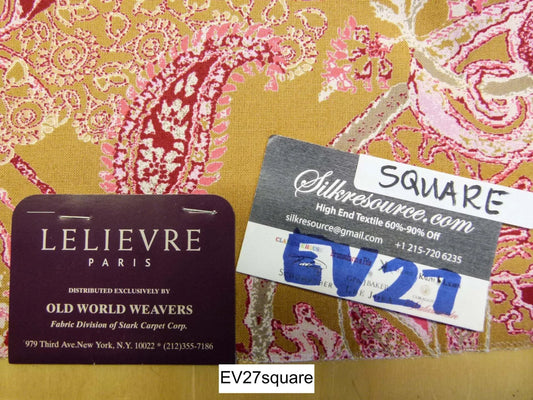 SQUARE
Silkresource.com
High End Textile 60%-90% Off
silkresource@gmail.com +1 215-720 6235
EV27
LELIEVRE
PARIS
DISTRIBUTED EXCLUSIVELY BY
OLD WORLD WEAVERS
Fabric Division of Stark Carpet Corp.
979 Third Ave.New York, N.Y. 10022 * (212)355-7186
EV27square